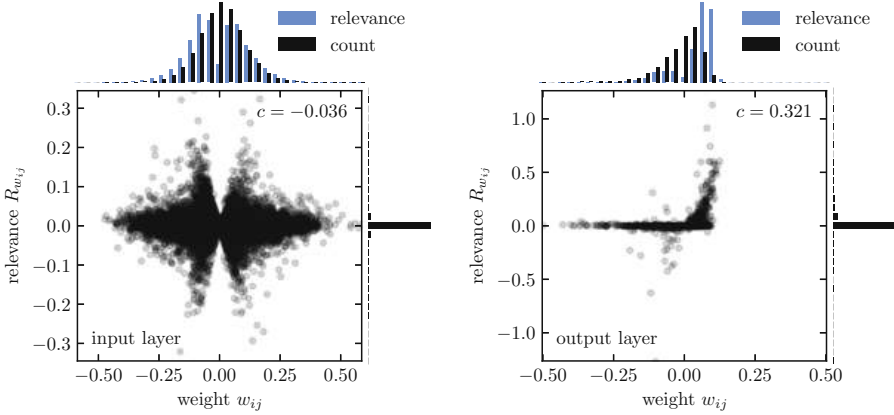 relevance
count
c = −0.036
0.3
0.2
0.1
0.0
−0.1
−0.2
−0.3
relevance R_{w_{ij}}
input layer
−0.50 −0.25 0.00 0.25 0.50
weight w_{ij}
relevance
count
c = 0.321
1.0
0.5
0.0
−0.5
−1.0
relevance R_{w_{ij}}
output layer
−0.50 −0.25 0.00 0.25 0.50
weight w_{ij}